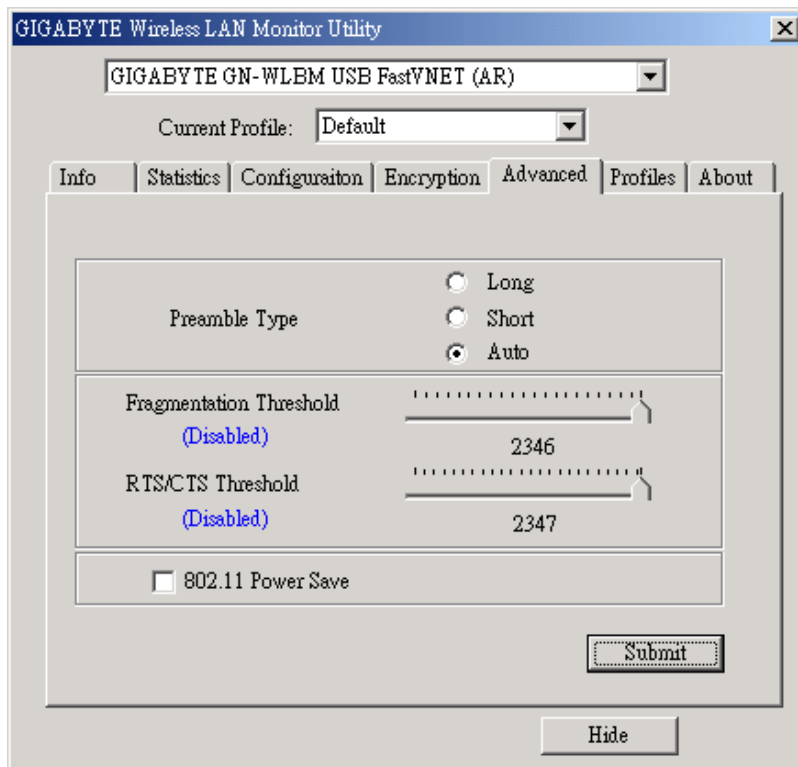 GIGABYTE Wireless LAN Monitor Utility
GIGABYTE GN-WLBM USB FastVNET (AR)
Current Profile: Default
Info Statistics Configuraiton Encryption Advanced Profiles About
Long
Preamble Type Short
Auto
Fragmentation Threshold
(Disabled) 2346
RTS/CTS Threshold
(Disabled) 2347
802.11 Power Save
Submit
Hide